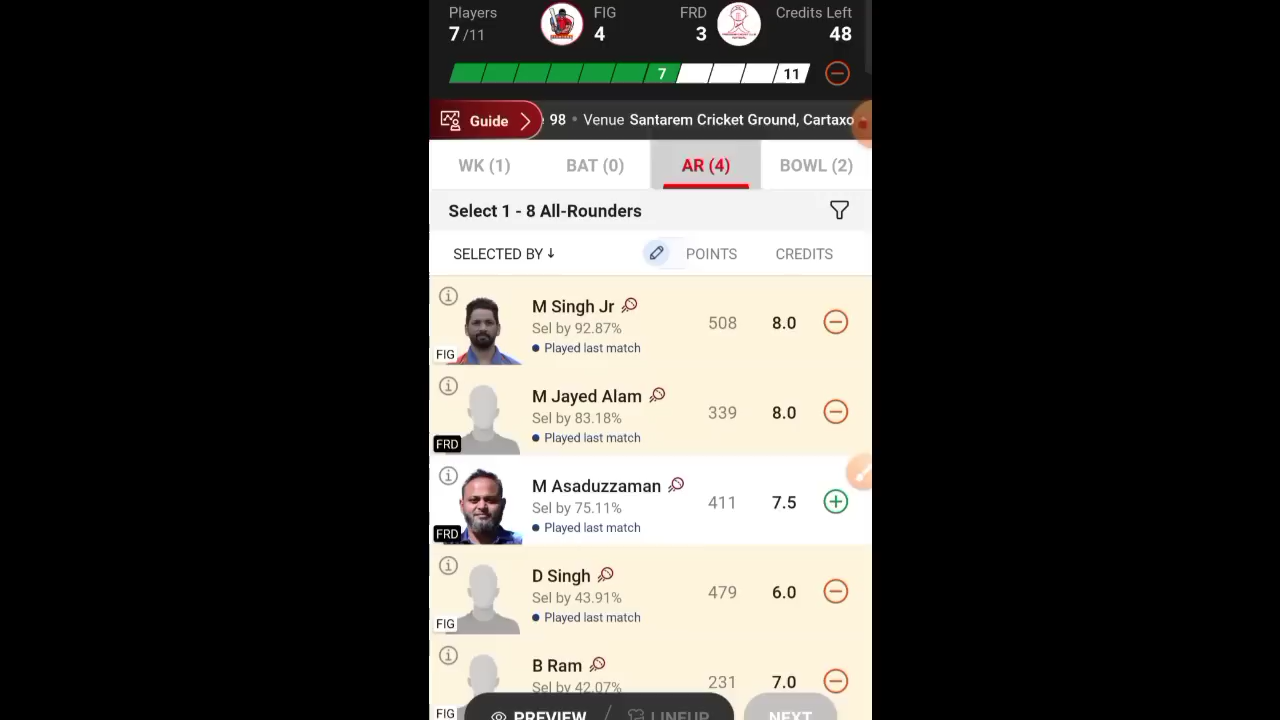 Players FIG FRD Credits Left
7/11 4 3 48
7 11
Guide 98 • Venue Santarem Cricket Ground, Cartaxo
WK (1) BAT (0) AR (4) BOWL (2)
Select 1 - 8 All-Rounders
SELECTED BY ↓ POINTS CREDITS
M Singh Jr
Sel by 92.87% 508 8.0
• Played last match
FIG
M Jayed Alam
Sel by 83.18% 339 8.0
• Played last match
FRD
M Asaduzzaman
Sel by 75.11% 411 7.5
• Played last match
FRD
D Singh
Sel by 43.91% 479 6.0
• Played last match
FIG
B Ram
Sel by 42.07% 231 7.0
FIG PREVIEW / LINEUP NEXT